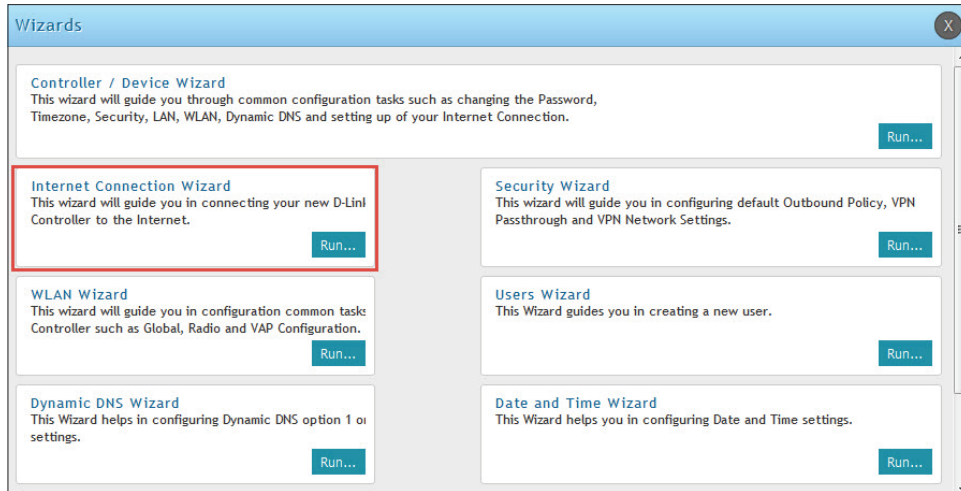 Wizards
X
Controller / Device Wizard
This wizard will guide you through common configuration tasks such as changing the Password,
Timezone, Security, LAN, WLAN, Dynamic DNS and setting up of your Internet Connection.
Run...
Internet Connection Wizard
This wizard will guide you in connecting your new D-Link
Controller to the Internet.
Run...
Security Wizard
This wizard will guide you in configuring default Outbound Policy, VPN
Passthrough and VPN Network Settings.
Run...
WLAN Wizard
This wizard will guide you in configuration common tasks
Controller such as Global, Radio and VAP Configuration.
Run...
Users Wizard
This Wizard guides you in creating a new user.
Run...
Dynamic DNS Wizard
This Wizard helps in configuring Dynamic DNS option 1 or
settings.
Run...
Date and Time Wizard
This Wizard helps you in configuring Date and Time settings.
Run...